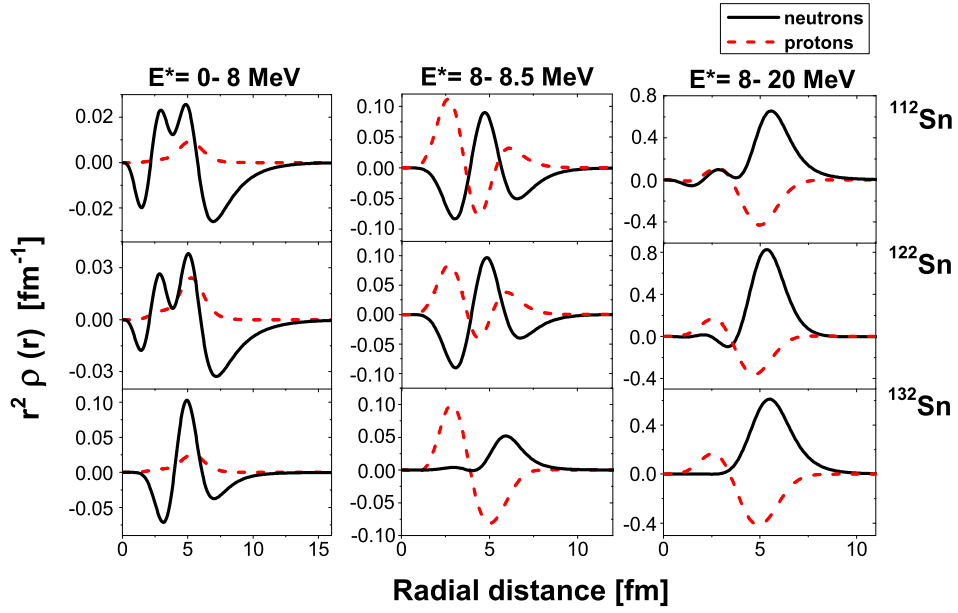 neutrons
protons
E*= 0- 8 MeV
E*= 8- 8.5 MeV
E*= 8- 20 MeV
0.02
0.00
-0.02
0.10
0.05
0.00
-0.05
-0.10
0.8
0.4
0.0
-0.4
¹¹²Sn
0.03
0.00
-0.03
0.10
0.05
0.00
-0.05
-0.10
0.8
0.4
0.0
-0.4
¹²²Sn
0.10
0.05
0.00
0.05
0.10
0.05
0.00
0.05
0.10
0.4
0.0
-0.4
¹³²Sn
0 5 10 15
0 5 10
0 5 10
r² ρ (r) [fm⁻¹]
Radial distance [fm]